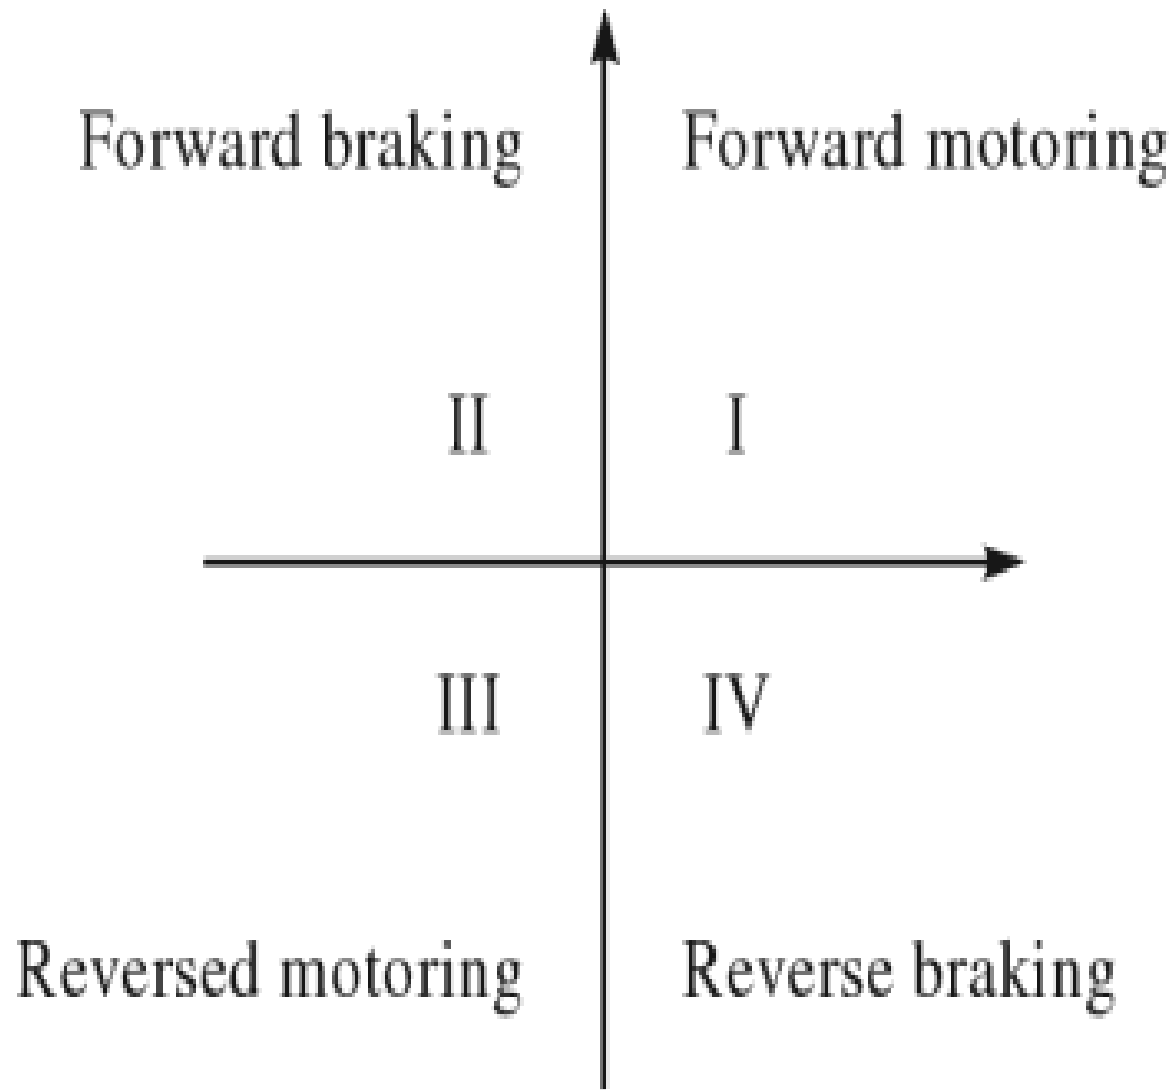 Forward braking
Forward motoring
II
I
III
IV
Reversed motoring
Reverse braking